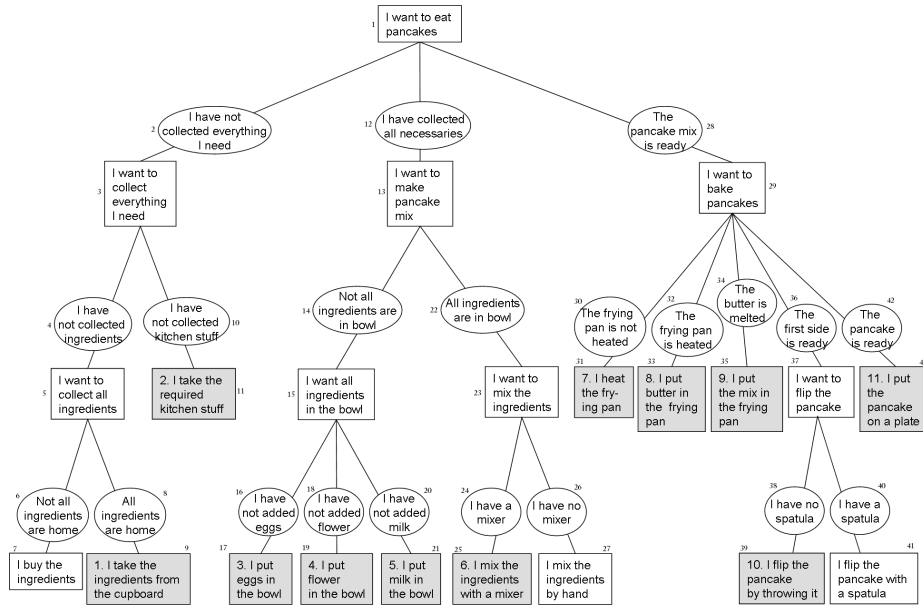 1
I want to eat
pancakes
2
I have not
collected everything
I need
12
I have collected
all necessaries
The
pancake mix
is ready
28
3
I want to
collect
everything
I need
13
I want to
make
pancake
mix
I want to
bake
pancakes
29
4
I have
not collected
ingredients
I have
not collected
kitchen stuff
10
14
Not all
ingredients are
in bowl
22
All ingredients
are in bowl
30
The frying
pan is not
heated
32
The
frying pan
is heated
34
The
butter is
melted
36
The
first side
is ready
42
The
pancake
is ready
5
I want to
collect all
ingredients
2. I take the
required
kitchen stuff
11
15
I want all
ingredients
in the bowl
23
I want to
mix the
ingredients
31
7. I heat
the fry-
ing pan
33
8. I put
butter in
the frying
pan
35
9. I put
the mix in
the frying
pan
37
I want to
flip the
pancake
11. I put
the
pancake
on a plate
6
Not all
ingredients
are home
8
All
ingredients
are home
16
I have
not added
eggs
18
I have
not added
flower
20
I have
not added
milk
24
I have a
mixer
26
I have no
mixer
38
I have no
spatula
40
I have a
spatula
7
I buy the
ingredients
9
1. I take the
ingredients from
the cupboard
17
3. I put
eggs in
the bowl
19
4. I put
flower
in the bowl
21
5. I put
milk in
the bowl
25
6. I mix the
ingredients
with a mixer
27
I mix the
ingredients
by hand
39
10. I flip the
pancake
by throwing it
41
I flip the
pancake with
a spatula